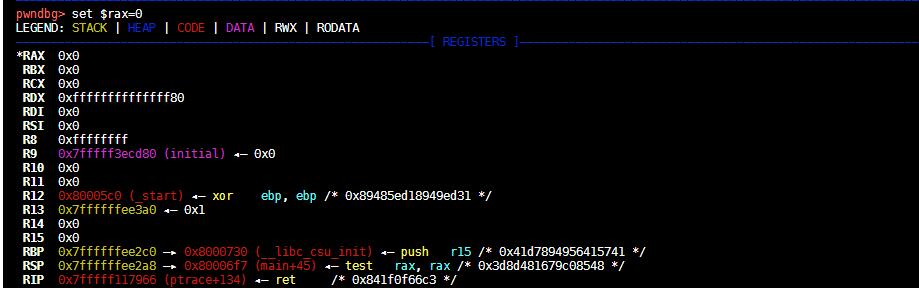 pwndbg> set $rax=0
LEGEND: STACK | HEAP | CODE | DATA | RWX | RODATA
[ REGISTERS ]
*RAX 0x0
RBX 0x0
RCX 0x0
RDX 0xffffffffffffff80
RDI 0x0
RSI 0x0
R8 0xffffffff
R9 0x7fffff3ecd80 (initial) ◂— 0x0
R10 0x0
R11 0x0
R12 0x80005c0 (_start) ◂— xor ebp, ebp /* 0x89485ed18949ed31 */
R13 0x7ffffffee3a0 ◂— 0x1
R14 0x0
R15 0x0
RBP 0x7ffffffee2c0 —▸ 0x8000730 (__libc_csu_init) ◂— push r15 /* 0x41d7894956415741 */
RSP 0x7ffffffee2a8 —▸ 0x80006f7 (main+45) ◂— test rax, rax /* 0x3d8d481679c08548 */
RIP 0x7fffff117966 (ptrace+134) ◂— ret /* 0x841f0f66c3 */